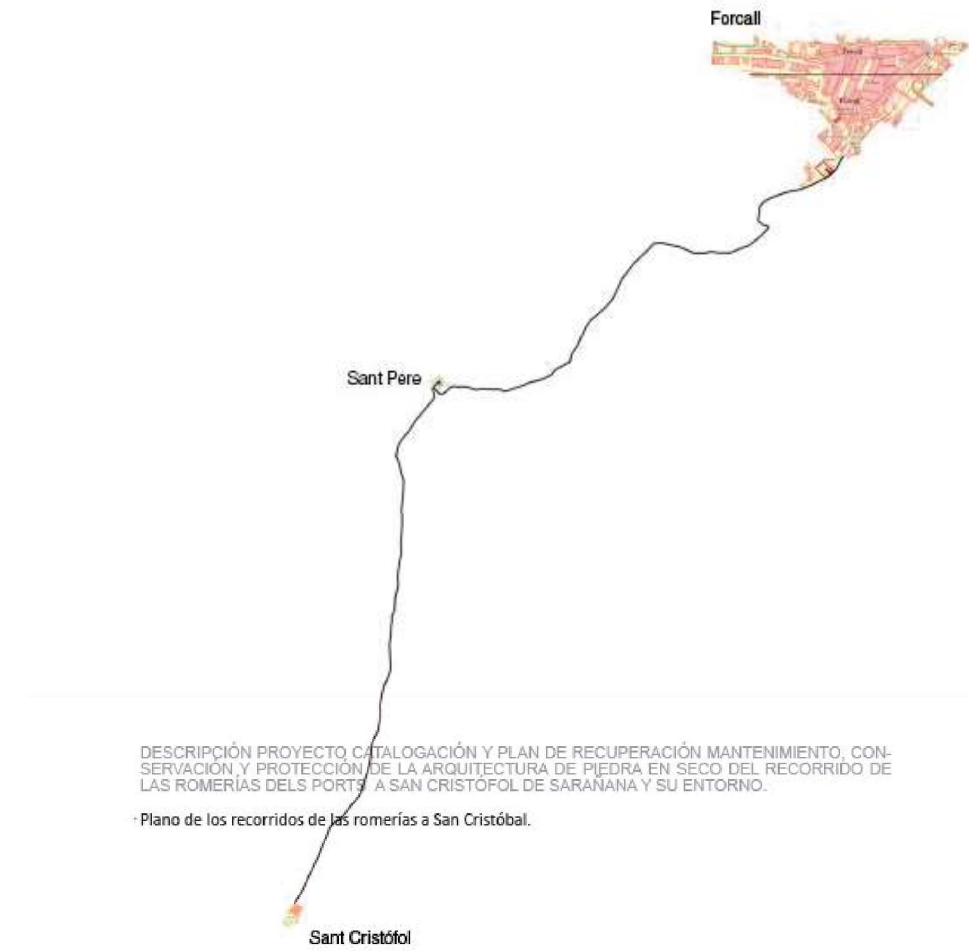 Forcall
Sant Pere
DESCRIPCIÓN PROYECTO CATALOGACIÓN Y PLAN DE RECUPERACIÓN MANTENIMIENTO, CON-
SERVACIÓN Y PROTECCIÓN DE LA ARQUITECTURA DE PIEDRA EN SECO DEL RECORRIDO DE
LAS ROMERÍAS DELS PORTS A SAN CRISTÓFOL DE SARAÑANA Y SU ENTORNO.
· Plano de los recorridos de las romerías a San Cristóbal.
Sant Cristófol